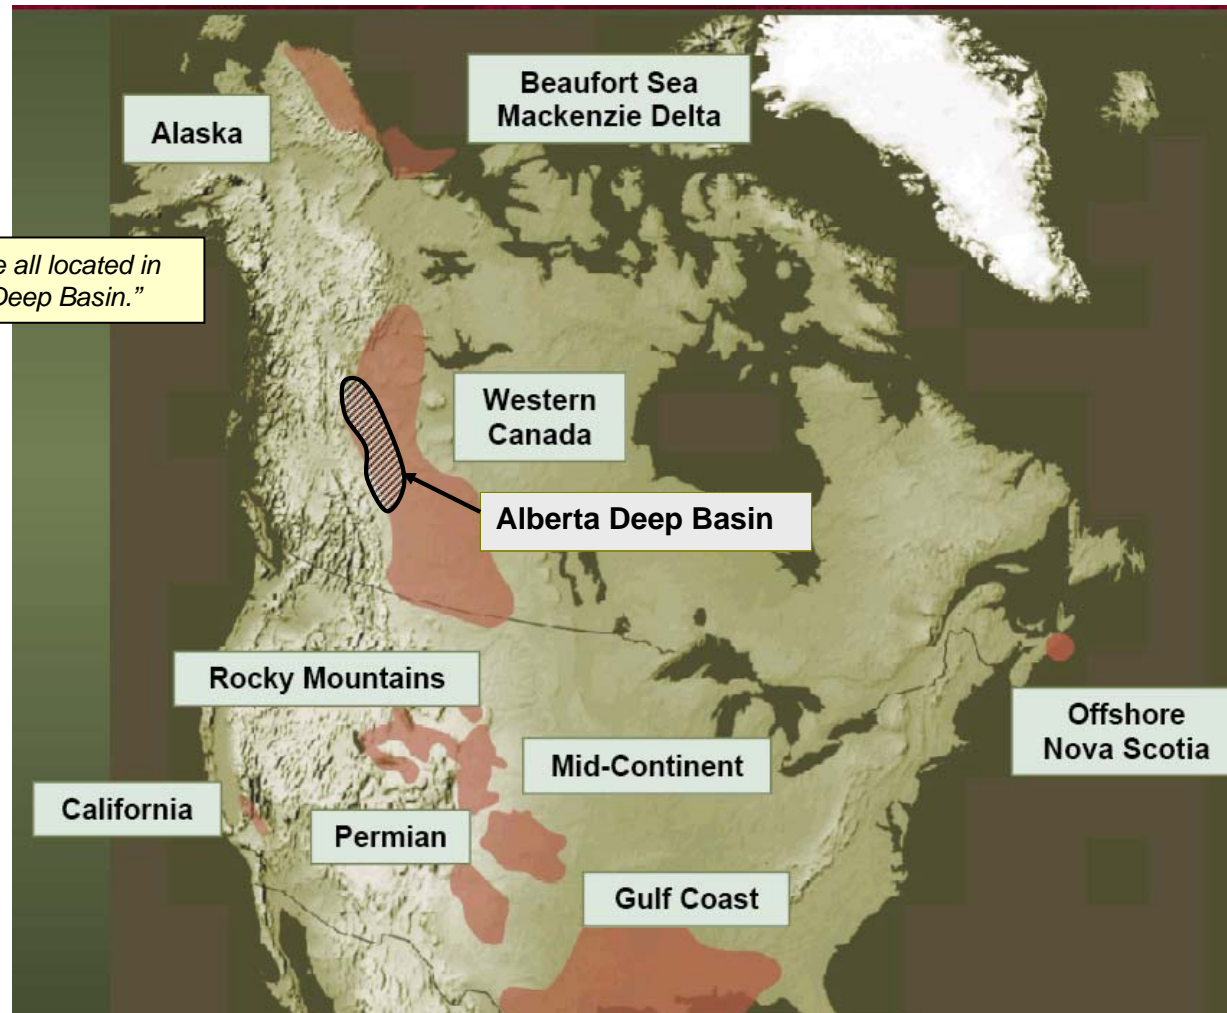 Beaufort Sea
Mackenzie Delta
Alaska
e all located in
Deep Basin.”
Western
Canada
Alberta Deep Basin
Rocky Mountains
Offshore
Nova Scotia
Mid-Continent
California
Permian
Gulf Coast